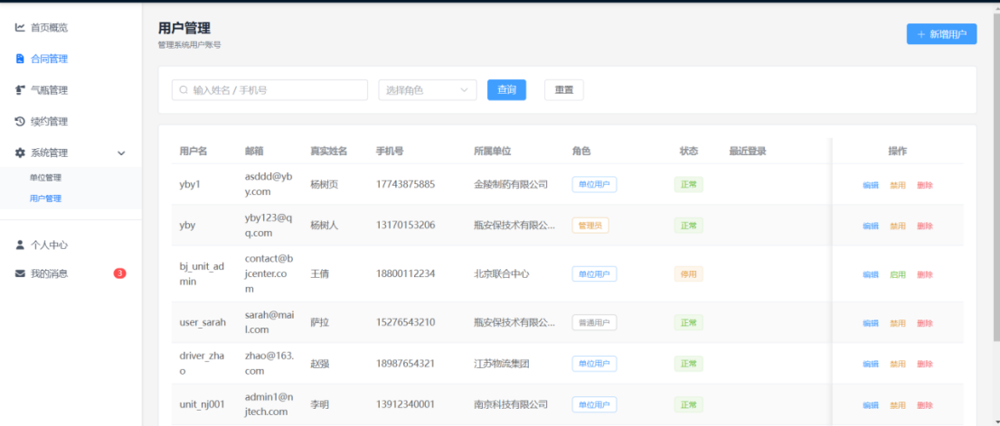 首页概览
合同管理
气瓶管理
续约管理
系统管理
单位管理
用户管理
个人中心
我的消息 3
用户管理
管理系统用户账号
+ 新增用户
输入姓名 / 手机号 选择角色 查询 重置
用户名 邮箱 真实姓名 手机号 所属单位 角色 状态 最近登录 操作
yby1 asddd@yb 杨树页 17743875885 金陵制药有限公司 单位用户 正常 编辑 禁用 删除
y.com
yby yby123@q 杨树人 13170153206 瓶安保技术有限公... 管理员 正常 编辑 禁用 删除
q.com
bj_unit_ad contact@b 王倩 18800112234 北京联合中心 单位用户 停用 编辑 启用 删除
min jcenter.co
m
user_sarah sarah@mai 萨拉 15276543210 瓶安保技术有限公... 普通用户 正常 编辑 禁用 删除
l.com
driver_zha zhao@163. 赵强 18987654321 江苏物流集团 单位用户 正常 编辑 禁用 删除
o com
unit_nj001 admin1@n 李明 13912340001 南京科技有限公司 单位用户 正常 编辑 禁用 删除
jtech.com